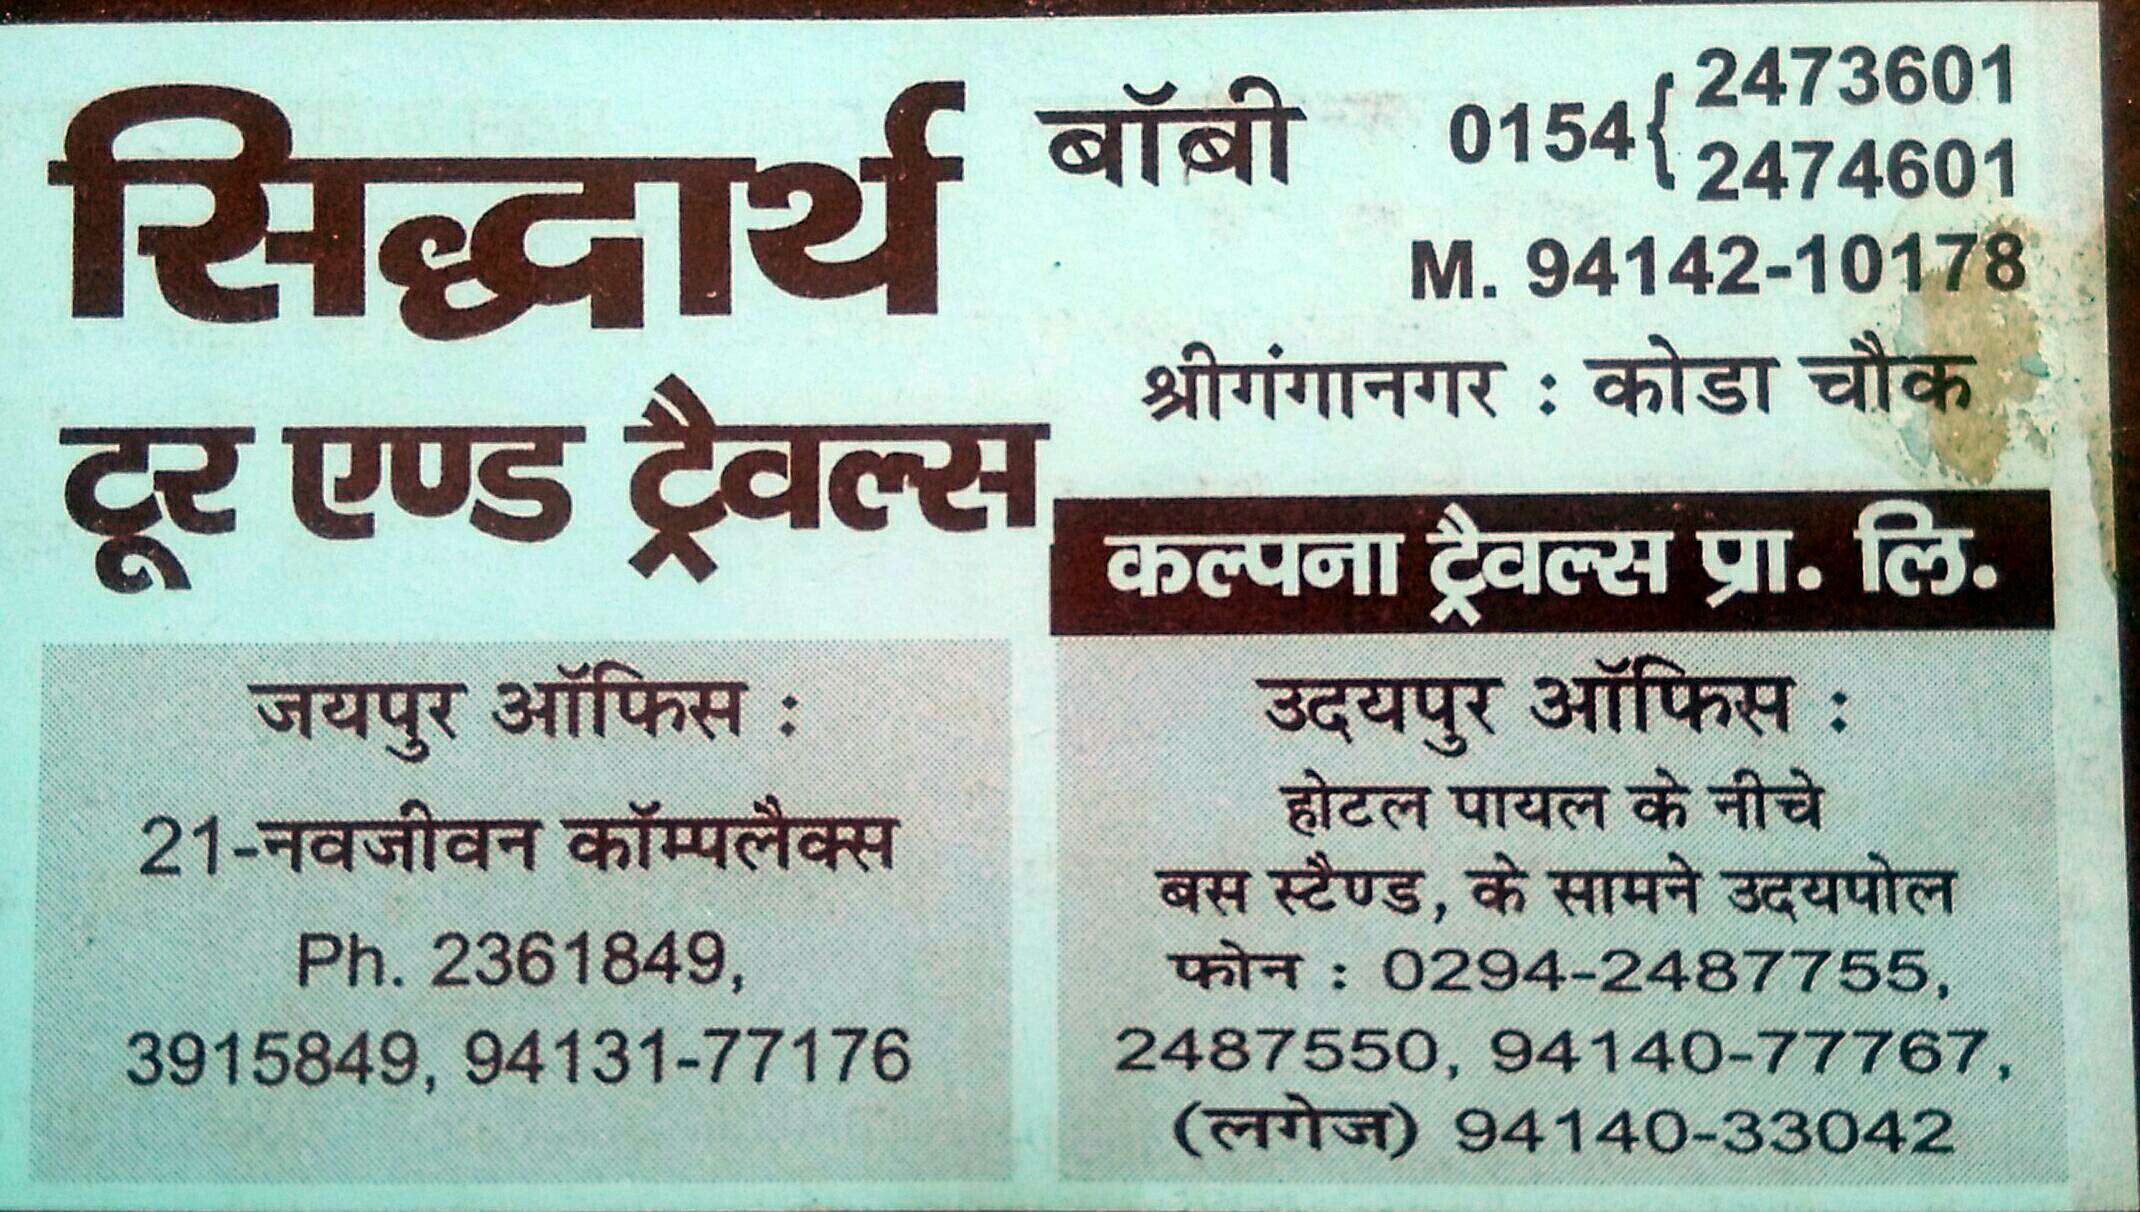 सिद्धार्थ
टूर एण्ड ट्रैवल्स
बॉबी 0154 { 2473601
2474601
M. 94142-10178
श्रीगंगानगर : कोडा चौक
कल्पना ट्रैवल्स प्रा. लि.
जयपुर ऑफिस :
21-नवजीवन कॉम्पलैक्स
Ph. 2361849,
3915849, 94131-77176
उदयपुर ऑफिस :
होटल पायल के नीचे
बस स्टैण्ड, के सामने उदयपोल
फोन : 0294-2487755,
2487550, 94140-77767,
(लगेज) 94140-33042